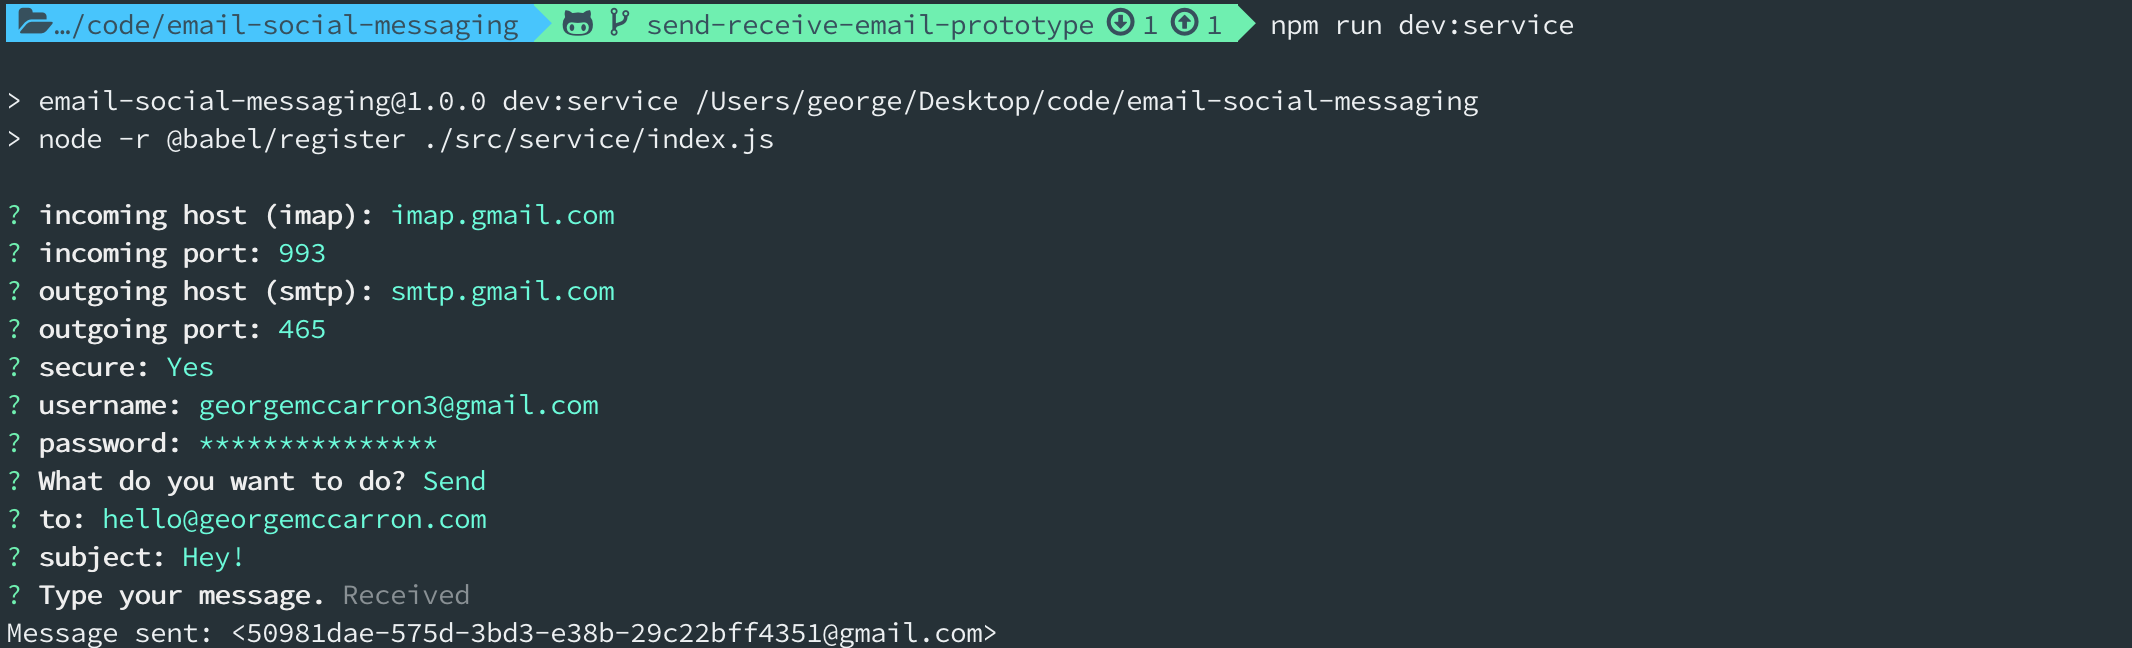 …/code/email-social-messaging send-receive-email-prototype 1 1 npm run dev:service
> email-social-messaging@1.0.0 dev:service /Users/george/Desktop/code/email-social-messaging
> node -r @babel/register ./src/service/index.js
? incoming host (imap): imap.gmail.com
? incoming port: 993
? outgoing host (smtp): smtp.gmail.com
? outgoing port: 465
? secure: Yes
? username: georgemccarron3@gmail.com
? password: ***************
? What do you want to do? Send
? to: hello@georgemccarron.com
? subject: Hey!
? Type your message. Received
Message sent: <50981dae-575d-3bd3-e38b-29c22bff4351@gmail.com>